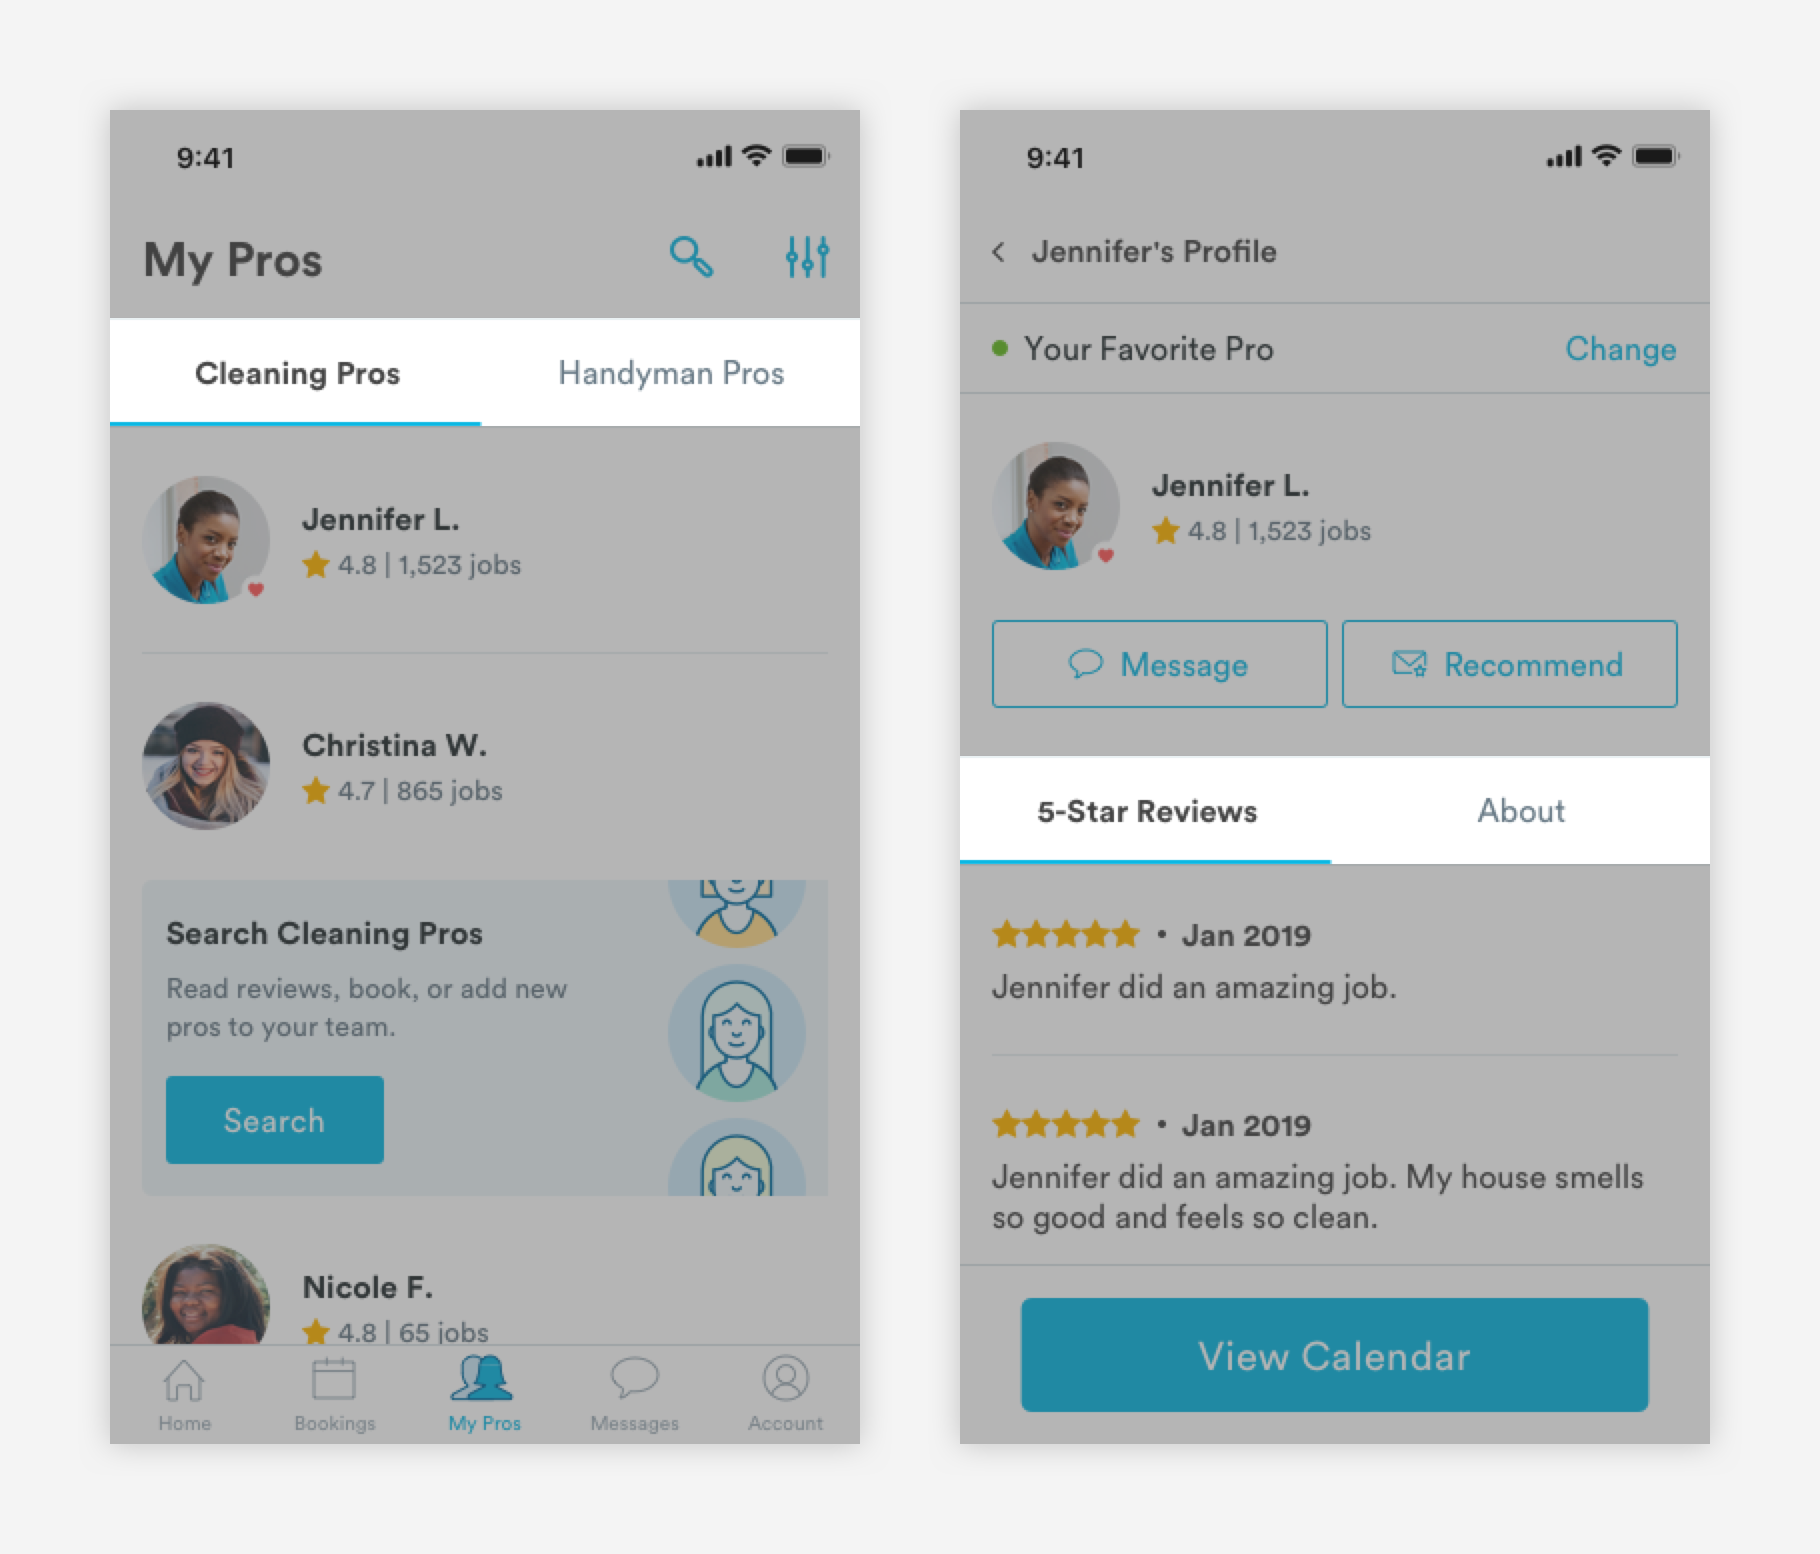 9:41
My Pros
Cleaning Pros
Handyman Pros
Jennifer L.
4.8 | 1,523 jobs
Christina W.
4.7 | 865 jobs
Search Cleaning Pros
Read reviews, book, or add new
pros to your team.
Search
Nicole F.
4.8 | 65 jobs
Home
Bookings
My Pros
Messages
Account
9:41
Jennifer's Profile
Your Favorite Pro
Change
Jennifer L.
4.8 | 1,523 jobs
Message
Recommend
5-Star Reviews
About
• Jan 2019
Jennifer did an amazing job.
• Jan 2019
Jennifer did an amazing job. My house smells
so good and feels so clean.
View Calendar